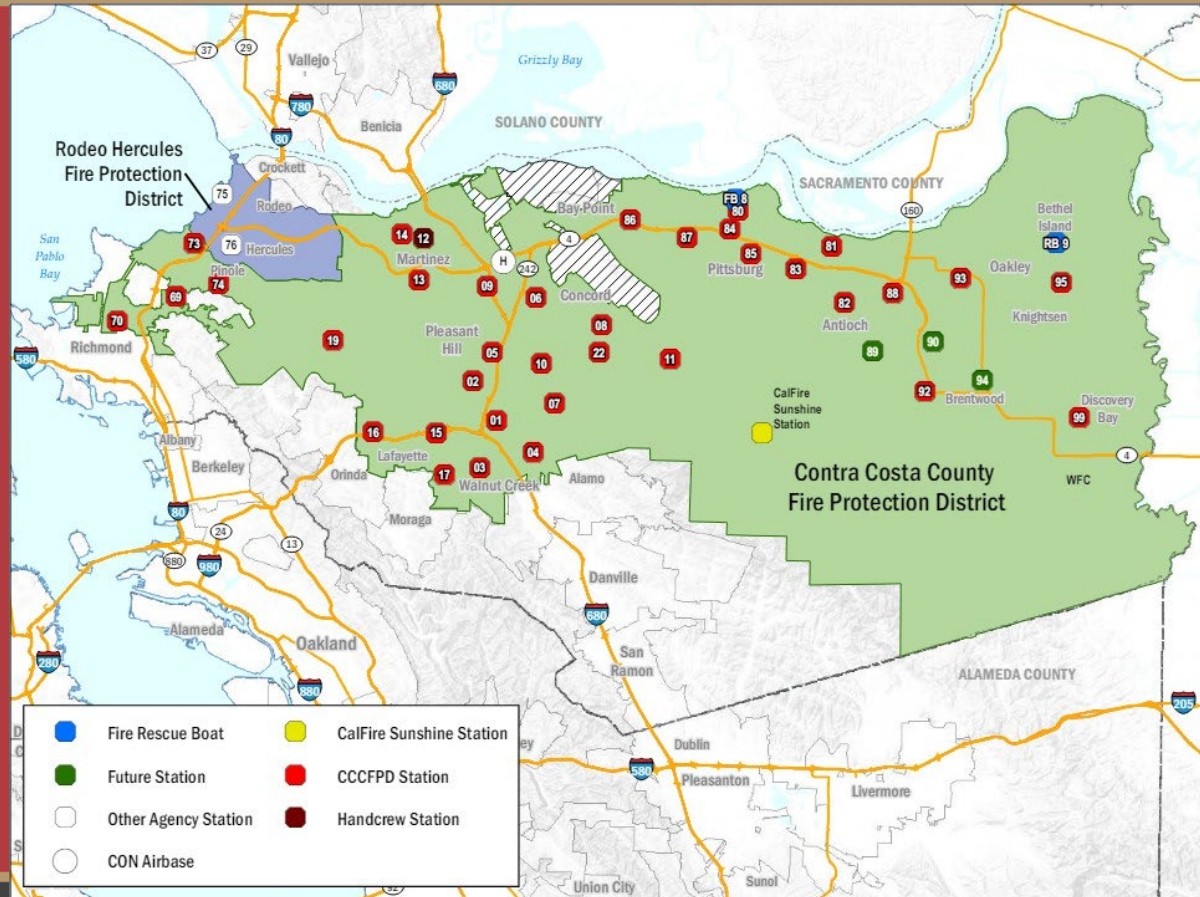 37
29
Vallejo
680
Grizzly Bay
780
Benicia
SOLANO COUNTY
80
Rodeo Hercules
Fire Protection
District
Crockett
75
Rodeo
SACRAMENTO COUNTY
FB 8
80
160
Bethel
Island
RB 9
San
Pablo
Bay
73
76
Hercules
14
12
Martinez
Bay Point
86
87
84
85
Pittsburg
83
81
4
H
242
Oakley
Pinole
74
69
13
09
06
Concord
82
88
93
95
Antioch
Knightsen
70
Richmond
580
19
Pleasant
Hill
05
08
22
10
11
89
90
94
02
07
01
92
Brentwood
Discovery
Bay
99
CalFire
Sunshine
Station
16
15
04
Albany
Lafayette
03
17
Walnut Creek
Alamo
Orinda
Berkeley
4
WFC
Contra Costa County
Fire Protection District
Moraga
80
24
13
880
980
Danville
680
Alameda
Oakland
San
Ramon
280
880
ALAMEDA COUNTY
205
Fire Rescue Boat
CalFire Sunshine Station
Future Station
CCCFPD Station
Other Agency Station
Handcrew Station
CON Airbase
ey
Dublin
580
Pleasanton
Livermore
92
Union City
Sunol